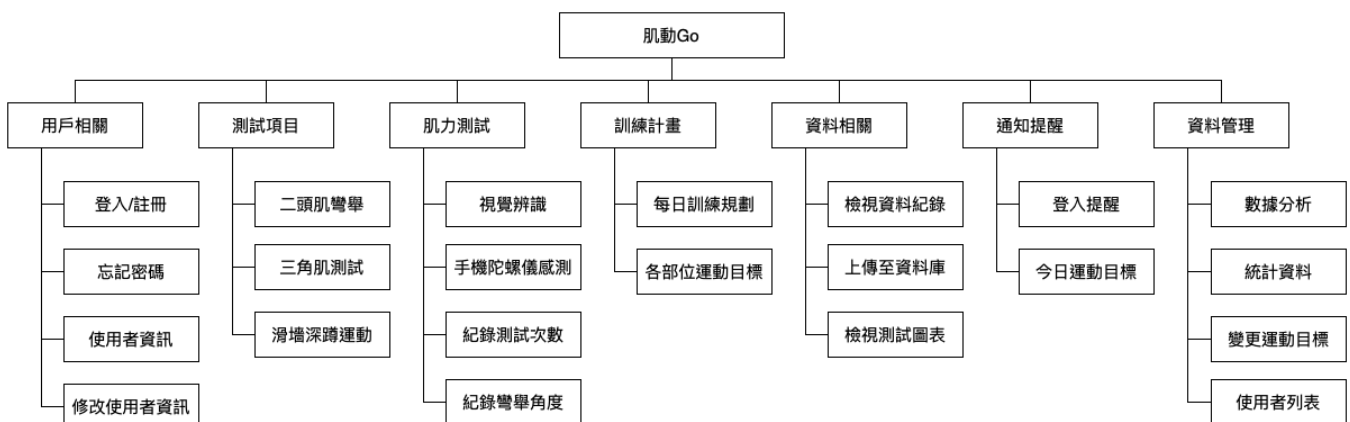 肌動Go
用戶相關
測試項目
肌力測試
訓練計畫
資料相關
通知提醒
資料管理
登入/註冊
二頭肌彎舉
視覺辨識
每日訓練規劃
檢視資料紀錄
登入提醒
數據分析
忘記密碼
三角肌測試
手機陀螺儀感測
各部位運動目標
上傳至資料庫
今日運動目標
統計資料
使用者資訊
滑墻深蹲運動
紀錄測試次數
檢視測試圖表
變更運動目標
修改使用者資訊
紀錄彎舉角度
使用者列表